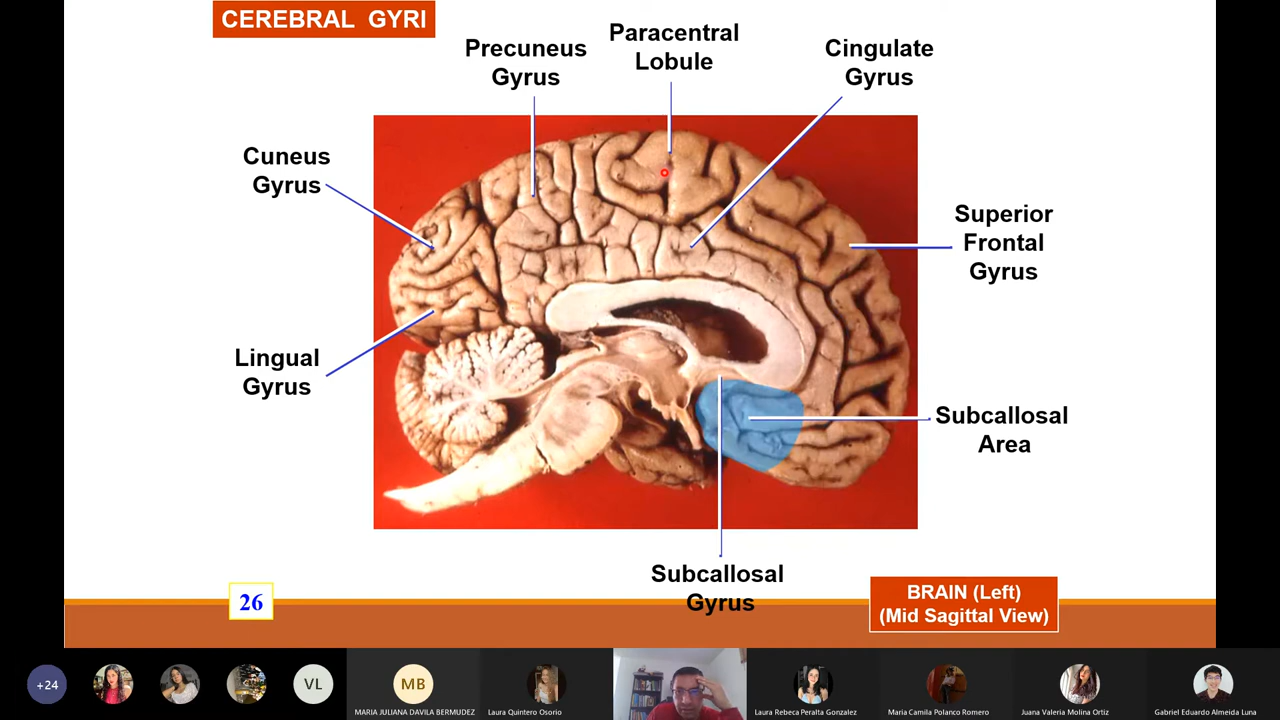 CEREBRAL GYRI
Precuneus
Gyrus
Paracentral
Lobule
Cingulate
Gyrus
Cuneus
Gyrus
Superior
Frontal
Gyrus
Lingual
Gyrus
Subcallosal
Area
Subcallosal
Gyrus
26
BRAIN (Left)
(Mid Sagittal View)
+24
VL
MB
MARIA JULIANA DAVILA BERMUDEZ
Laura Quintero Osorio
Laura Rebeca Peralta Gonzalez
Maria Camila Polanco Romero
Juana Valeria Molina Ortiz
Gabriel Eduardo Almeida Luna